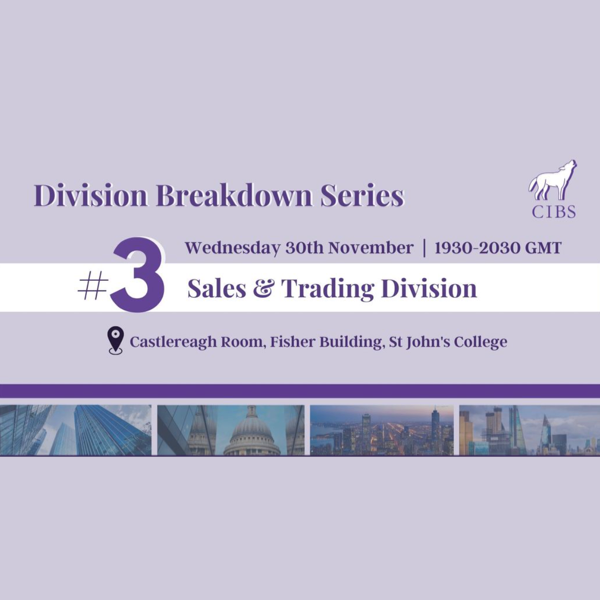 Division Breakdown Series
CIBS
Wednesday 30th November | 1930-2030 GMT
#3
Sales & Trading Division
Castlereagh Room, Fisher Building, St John's College